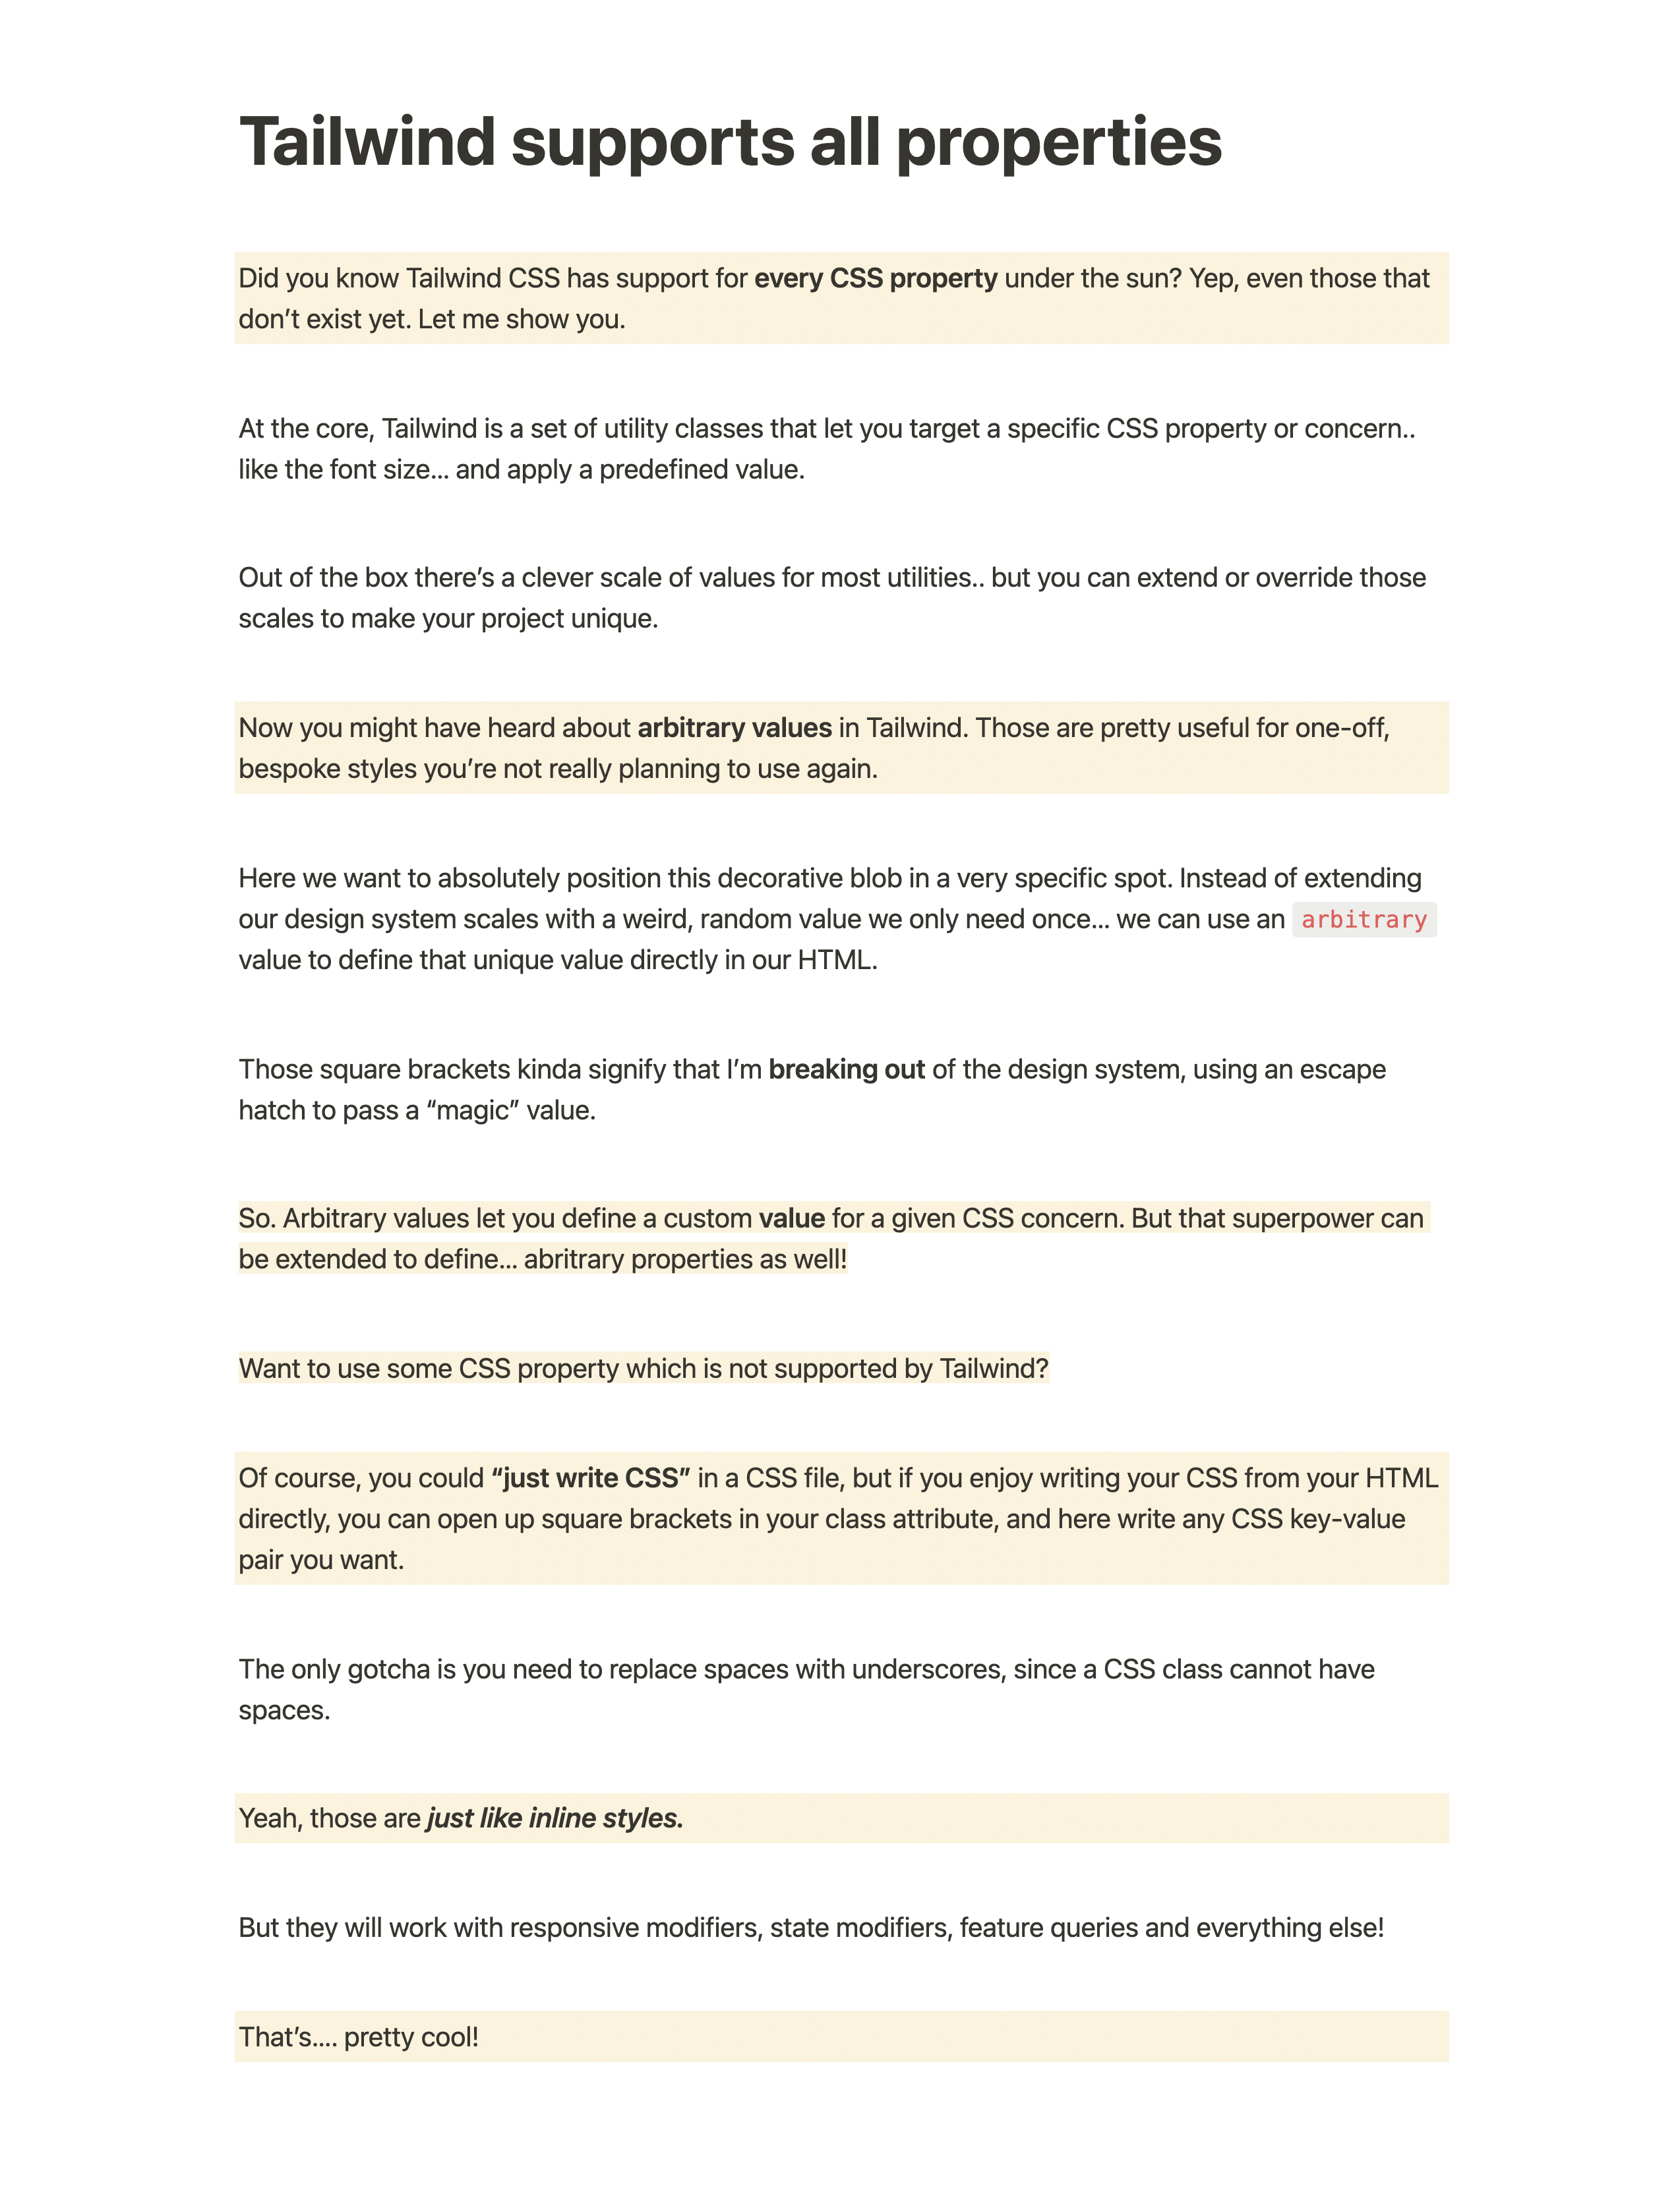 Tailwind supports all properties
Did you know Tailwind CSS has support for every CSS property under the sun? Yep, even those that
don’t exist yet. Let me show you.
At the core, Tailwind is a set of utility classes that let you target a specific CSS property or concern..
like the font size… and apply a predefined value.
Out of the box there’s a clever scale of values for most utilities.. but you can extend or override those
scales to make your project unique.
Now you might have heard about arbitrary values in Tailwind. Those are pretty useful for one-off,
bespoke styles you’re not really planning to use again.
Here we want to absolutely position this decorative blob in a very specific spot. Instead of extending
our design system scales with a weird, random value we only need once… we can use an arbitrary
value to define that unique value directly in our HTML.
Those square brackets kinda signify that I’m breaking out of the design system, using an escape
hatch to pass a “magic” value.
So. Arbitrary values let you define a custom value for a given CSS concern. But that superpower can
be extended to define… abritrary properties as well!
Want to use some CSS property which is not supported by Tailwind?
Of course, you could “just write CSS” in a CSS file, but if you enjoy writing your CSS from your HTML
directly, you can open up square brackets in your class attribute, and here write any CSS key-value
pair you want.
The only gotcha is you need to replace spaces with underscores, since a CSS class cannot have
spaces.
Yeah, those are just like inline styles.
But they will work with responsive modifiers, state modifiers, feature queries and everything else!
That’s…. pretty cool!